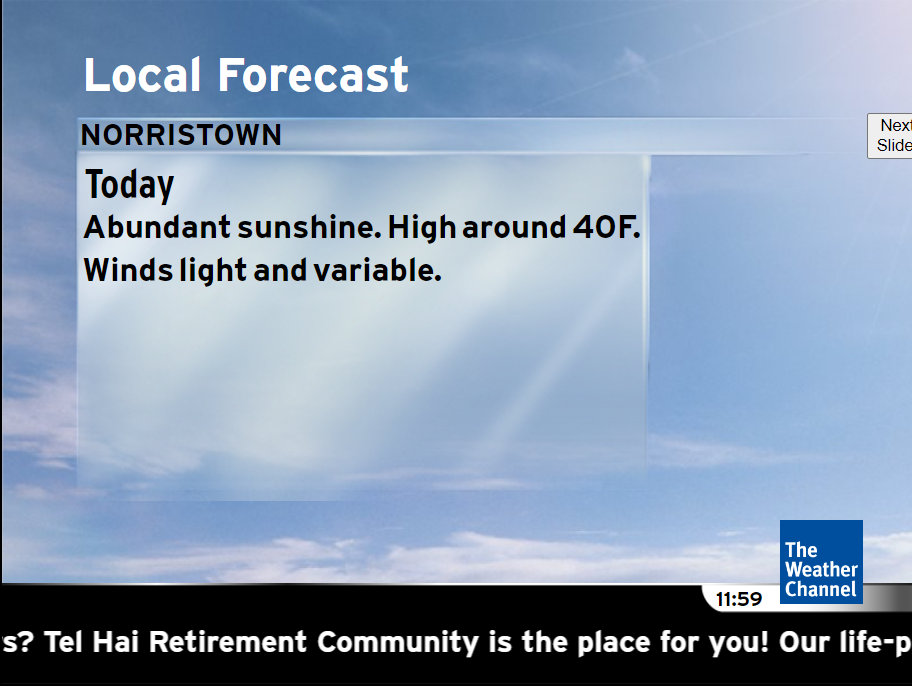 Local Forecast
NORRISTOWN
Next
Slide
Today
Abundant sunshine. High around 40F.
Winds light and variable.
The
Weather
Channel
11:59
s? Tel Hai Retirement Community is the place for you! Our life-p